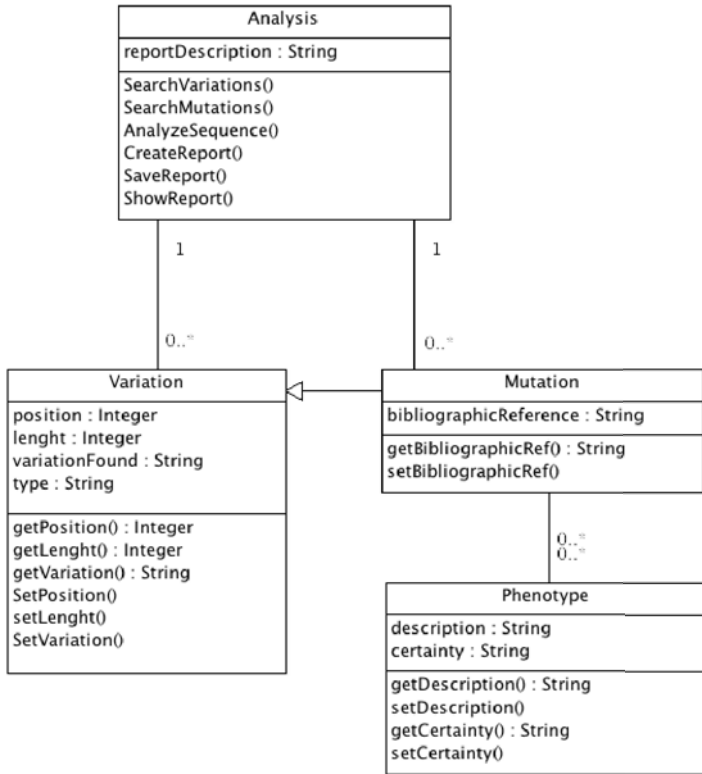 Analysis
reportDescription : String
SearchVariations()
SearchMutations()
AnalyzeSequence()
CreateReport()
SaveReport()
ShowReport()
1
1
0..*
0..*
Variation
position : Integer
lenght : Integer
variationFound : String
type : String
getPosition() : Integer
getLenght() : Integer
getVariation() : String
SetPosition()
setLenght()
SetVariation()
Mutation
bibliographicReference : String
getBibliographicRef() : String
setBibliographicRef()
0..*
0..*
Phenotype
description : String
certainty : String
getDescription() : String
setDescription()
getCertainty() : String
setCertainty()